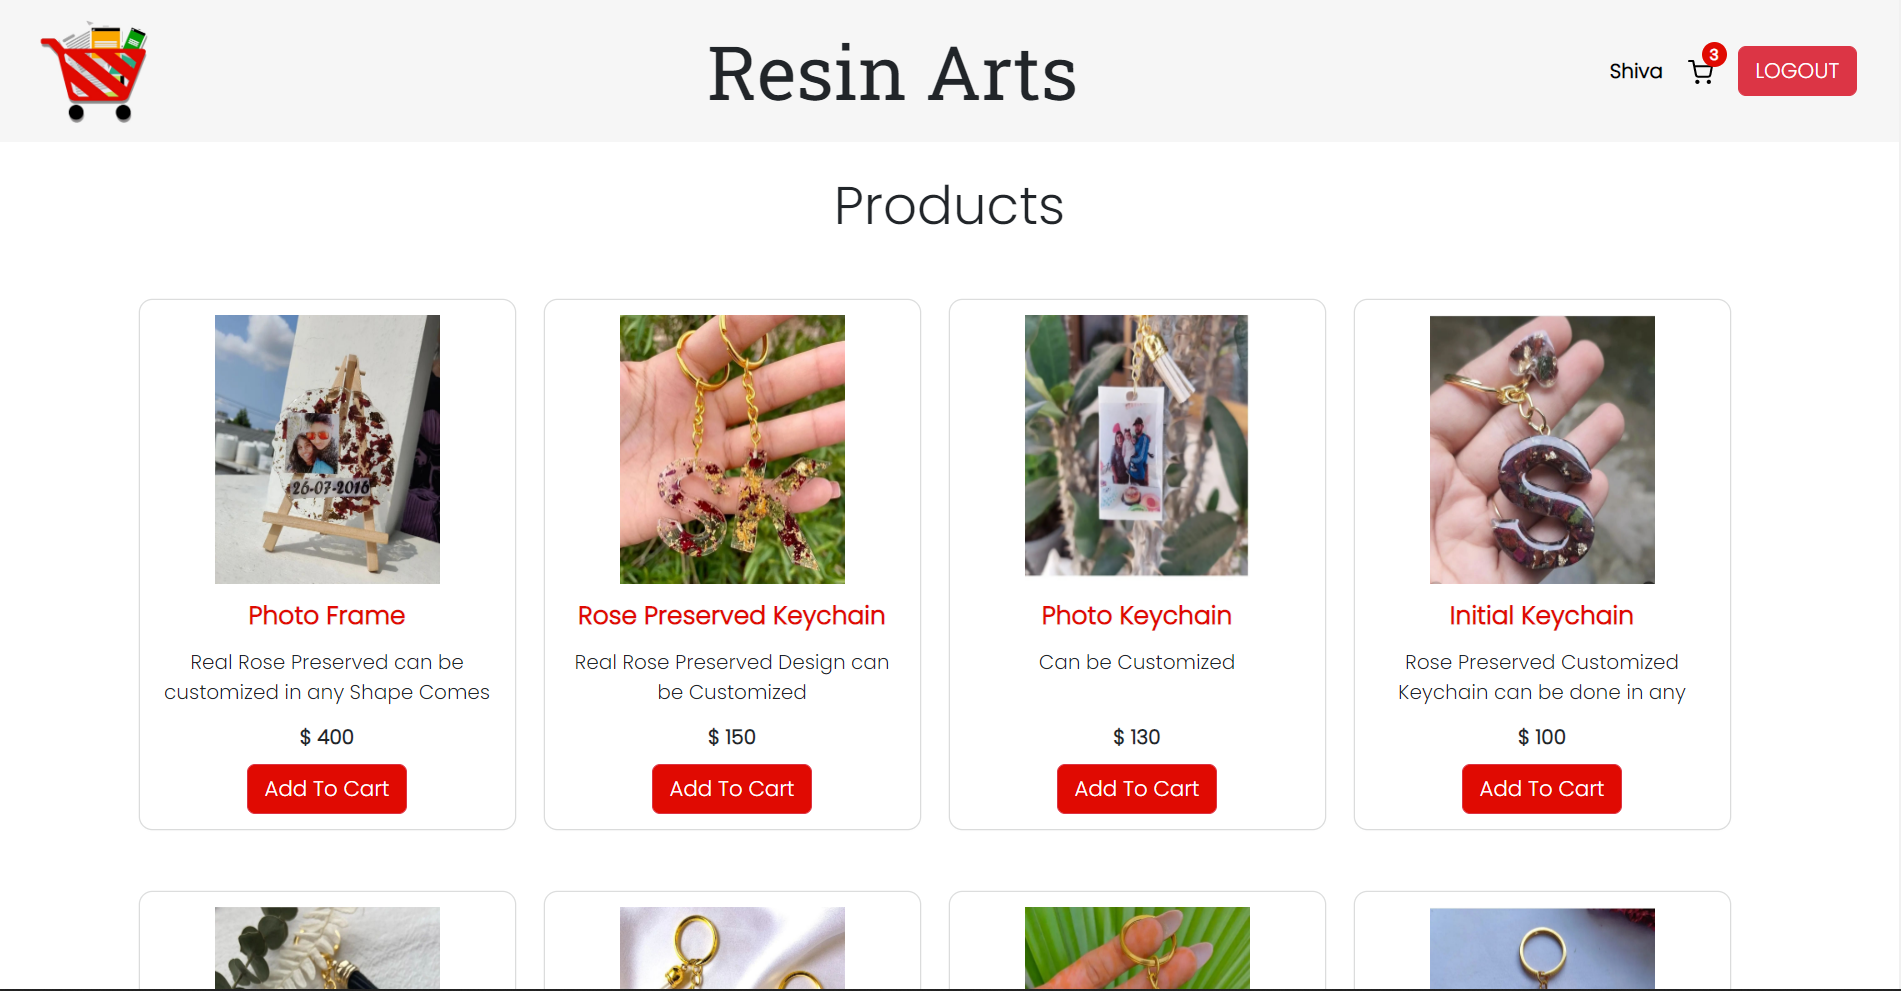 Resin Arts
Shiva
3
LOGOUT
Products
26-07-2016
Photo Frame
Real Rose Preserved can be
customized in any Shape Comes
$ 400
Add To Cart
Rose Preserved Keychain
Real Rose Preserved Design can
be Customized
$ 150
Add To Cart
Photo Keychain
Can be Customized
$ 130
Add To Cart
S
Initial Keychain
Rose Preserved Customized
Keychain can be done in any
$ 100
Add To Cart